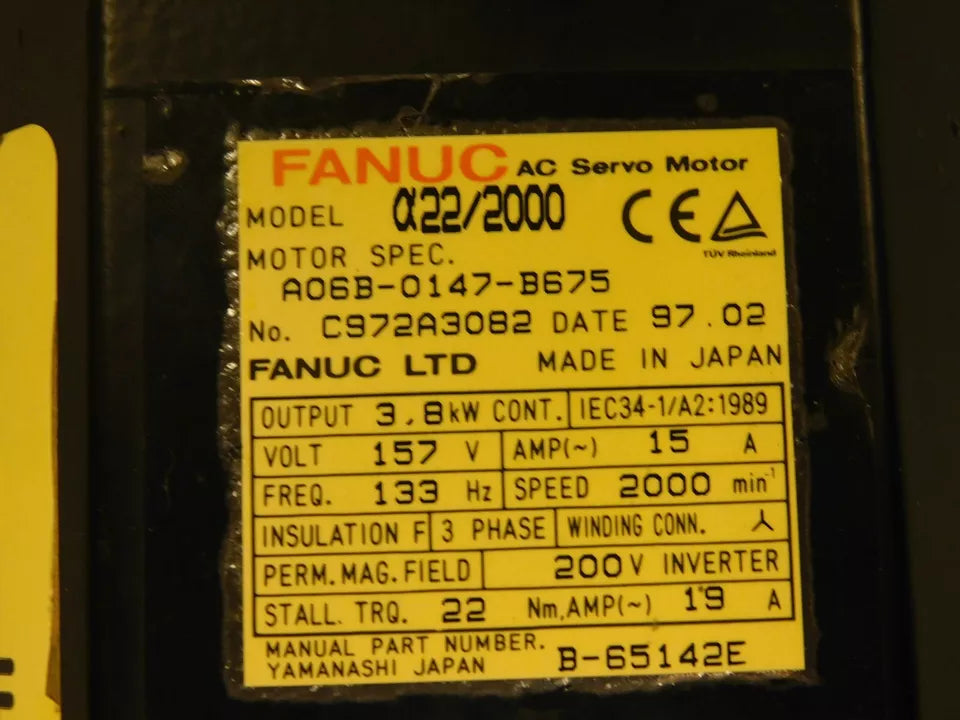 FANUC AC Servo Motor
MODEL α22/2000 CE
TÜV Rheinland
MOTOR SPEC.
A06B-0147-B675
No. C972A3082 DATE 97.02
FANUC LTD MADE IN JAPAN
OUTPUT 3,8kW CONT. IEC34-1/A2:1989
VOLT 157 V AMP(~) 15 A
FREQ. 133 Hz SPEED 2000 min⁻¹
INSULATION F 3 PHASE WINDING CONN.
PERM.MAG.FIELD 200V INVERTER
STALL.TRQ. 22 Nm,AMP(~) 19 A
MANUAL PART NUMBER.
YAMANASHI JAPAN B-65142E